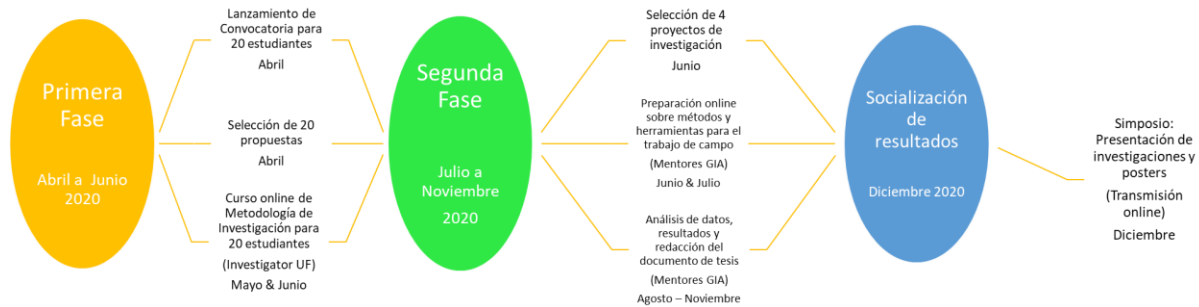 Primera
Fase
Abril a Junio
2020
Lanzamiento de
Convocatoria para
20 estudiantes
Abril
Selección de 20
propuestas
Abril
Curso online de
Metodología de
Investigación para
20 estudiantes
(Investigator UF)
Mayo & Junio
Segunda
Fase
Julio a
Noviembre
2020
Selección de 4
proyectos de
investigación
Junio
Preparación online
sobre métodos y
herramientas para el
trabajo de campo
(Mentores GIA)
Junio & Julio
Análisis de datos,
resultados y
redacción del
documento de tesis
(Mentores GIA)
Agosto – Noviembre
Socialización
de
resultados
Diciembre 2020
Simposio:
Presentación de
investigaciones y
posters
(Transmisión
online)
Diciembre